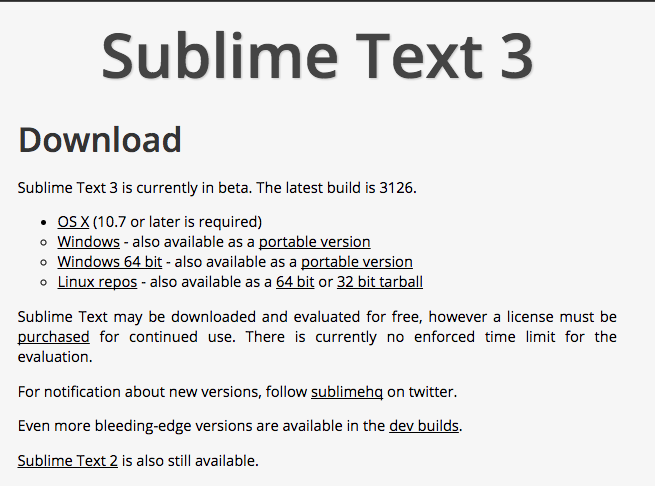 Sublime Text 3
Download
Sublime Text 3 is currently in beta. The latest build is 3126.
OS X (10.7 or later is required)
Windows - also available as a portable version
Windows 64 bit - also available as a portable version
Linux repos - also available as a 64 bit or 32 bit tarball
Sublime Text may be downloaded and evaluated for free, however a license must be
purchased for continued use. There is currently no enforced time limit for the
evaluation.
For notification about new versions, follow sublimehq on twitter.
Even more bleeding-edge versions are available in the dev builds.
Sublime Text 2 is also still available.